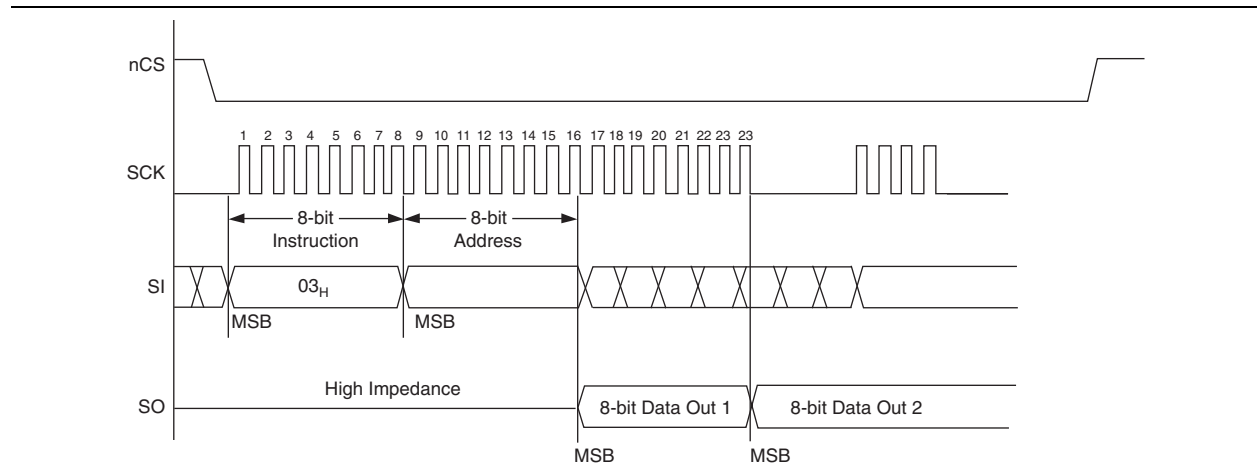 nCS
1 2 3 4 5 6 7 8 9 10 11 12 13 14 15 16 17 18 19 20 21 22 23 23
SCK
8-bit Instruction
8-bit Address
SI
03H
MSB
MSB
High Impedance
SO
8-bit Data Out 1
8-bit Data Out 2
MSB
MSB